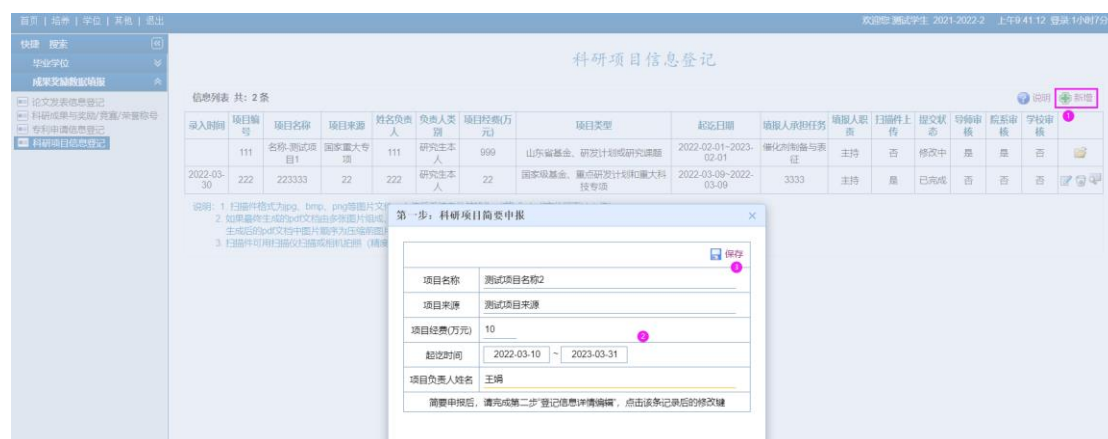 首页 | 培养 | 学位 | 其他 | 退出
欢迎您:测试学生 2021-2022-2 上午9:41:12 登录:1小时7分
快捷 搜索
毕业学位
成果奖励数据填报
论文发表信息登记
科研成果与奖励/竞赛/荣誉称号
专利申请信息登记
科研项目信息登记
科研项目信息登记
信息列表 共: 2 条
说明 新增
1
录入时间 项目编号 项目名称 项目来源 姓名负责人 负责人类别 项目经费(万元) 项目类型 起讫日期 填报人承担任务 填报人职责 扫描件上传 提交状态 导师审核 院系审核 学校审核
111 名称-测试项目1 国家重大专项 111 研究生本人 999 山东省基金、研发计划或研究课题 2022-02-01~2023-02-01 催化剂制备与表征 主持 否 修改中 是 是 否
2022-03-30 222 223333 22 222 研究生本人 22 国家级基金、重点研发计划和重大科技专项 2022-03-09~2022-03-09 3333 主持 是 已完成 否 否 否
说明: 1. 扫描件格式为jpg、bmp、png等图片文
2. 如果最终生成的pdf文档由多张图片组成,
生成后的pdf文档中图片顺序为压缩前图
3. 扫描件可用扫描仪扫描或相机拍照
第一步: 科研项目简要申报 ×
保存
3
项目名称 测试项目名称2
项目来源 测试项目来源
项目经费(万元) 10
2
起讫时间 2022-03-10 ~ 2023-03-31
项目负责人姓名 王娟
简要申报后, 请完成第二步"登记信息详情编辑", 点击该条记录后的修改键